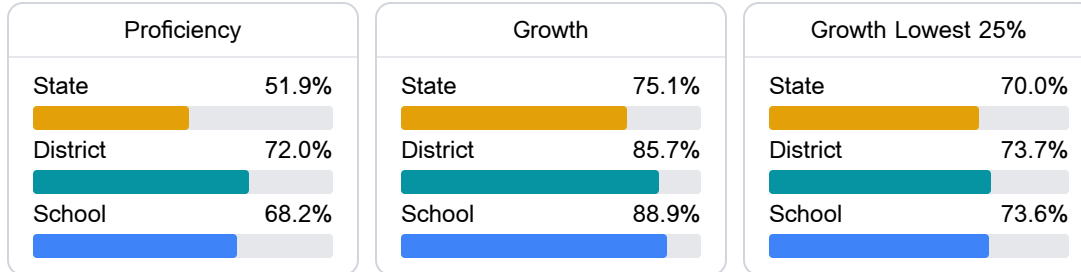 Proficiency
State 51.9%
District 72.0%
School 68.2%
Growth
State 75.1%
District 85.7%
School 88.9%
Growth Lowest 25%
State 70.0%
District 73.7%
School 73.6%